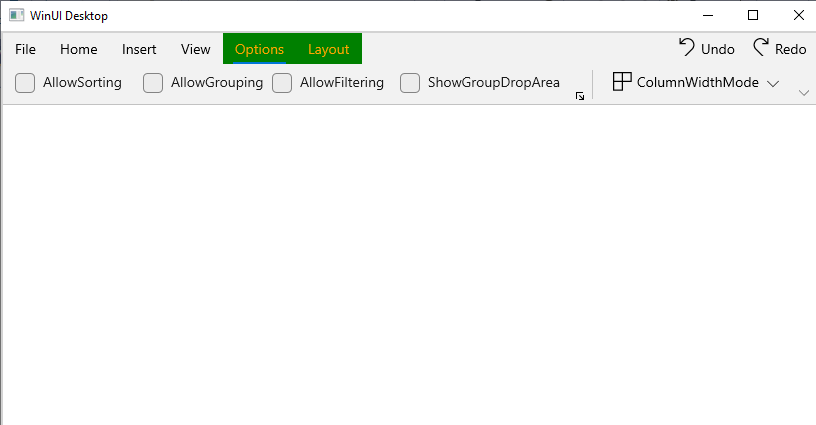 WinUI Desktop
File Home Insert View Options Layout Undo Redo
AllowSorting AllowGrouping AllowFiltering ShowGroupDropArea ColumnWidthMode